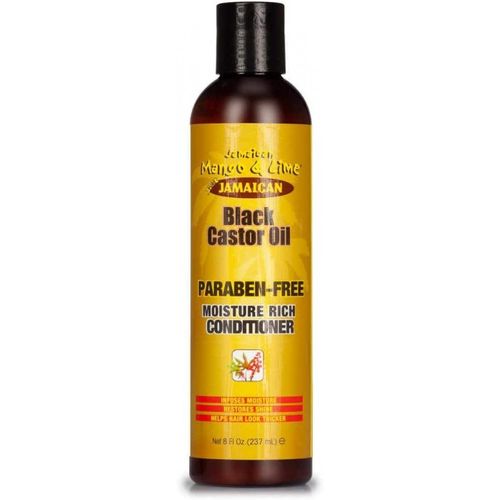 Jamaican
Mango & Lime
JAMAICAN
Black
Castor Oil
PARABEN-FREE
MOISTURE RICH
CONDITIONER
INFUSES MOISTURE
RESTORES SHINE
HELPS HAIR LOOK THICKER
Net 8 Fl Oz. (237 mL) ℮